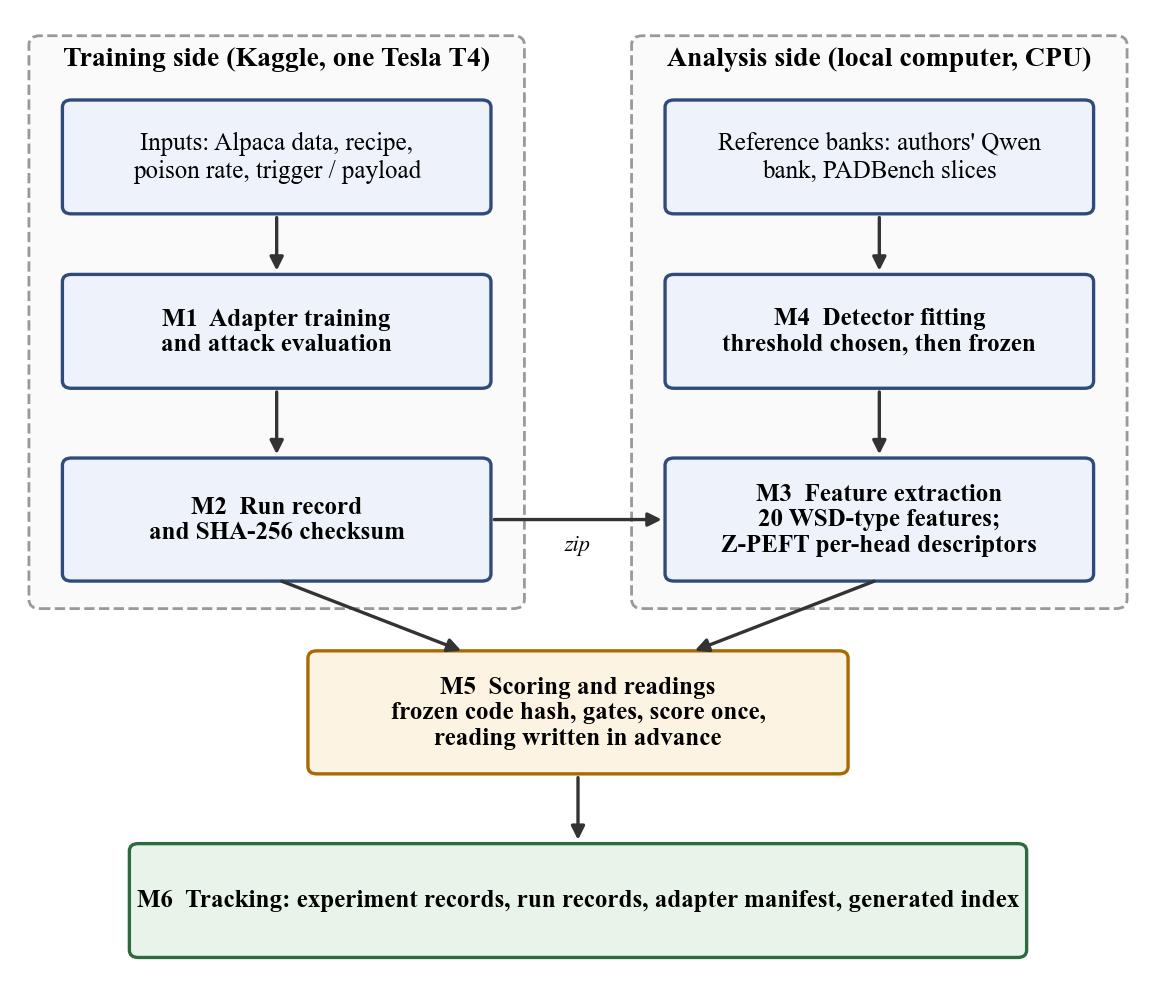 Training side (Kaggle, one Tesla T4)
Inputs: Alpaca data, recipe,
poison rate, trigger / payload
M1 Adapter training
and attack evaluation
M2 Run record
and SHA-256 checksum
zip
Analysis side (local computer, CPU)
Reference banks: authors' Qwen
bank, PADBench slices
M4 Detector fitting
threshold chosen, then frozen
M3 Feature extraction
20 WSD-type features;
Z-PEFT per-head descriptors
M5 Scoring and readings
frozen code hash, gates, score once,
reading written in advance
M6 Tracking: experiment records, run records, adapter manifest, generated index